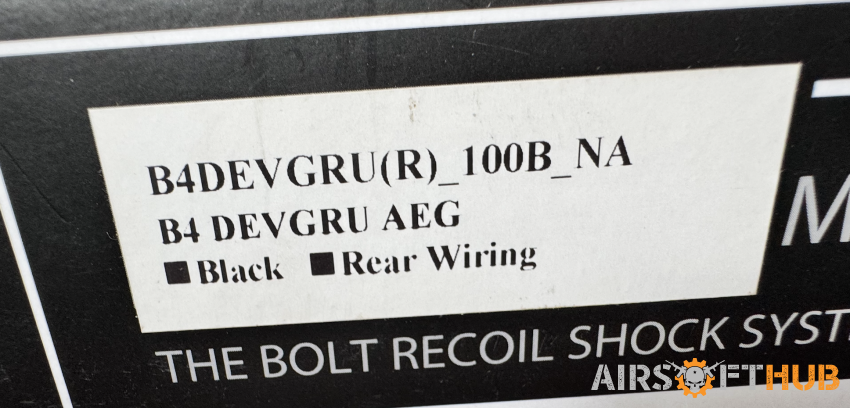 B4DEVGRU(R)_100B_NA
B4 DEVGRU AEG
■Black ■Rear Wiring
M
THE BOLT RECOIL SHOCK SYST
AIRSOFTHUB